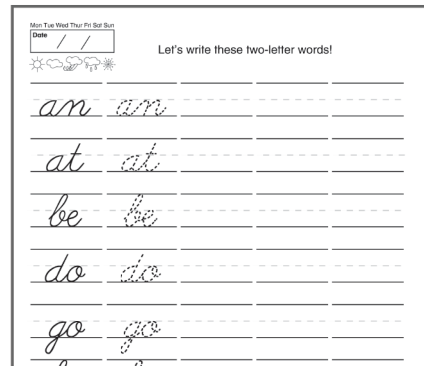 Mon Tue Wed Thur Fri Sat Sun
Date / /
Let's write these two-letter words!
an an
at at
be be
do do
go go